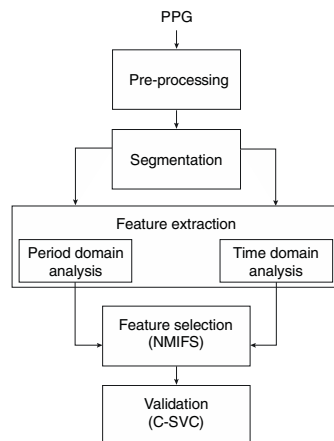 PPG
Pre-processing
Segmentation
Feature extraction
Period domain
analysis
Time domain
analysis
Feature selection
(NMIFS)
Validation
(C-SVC)